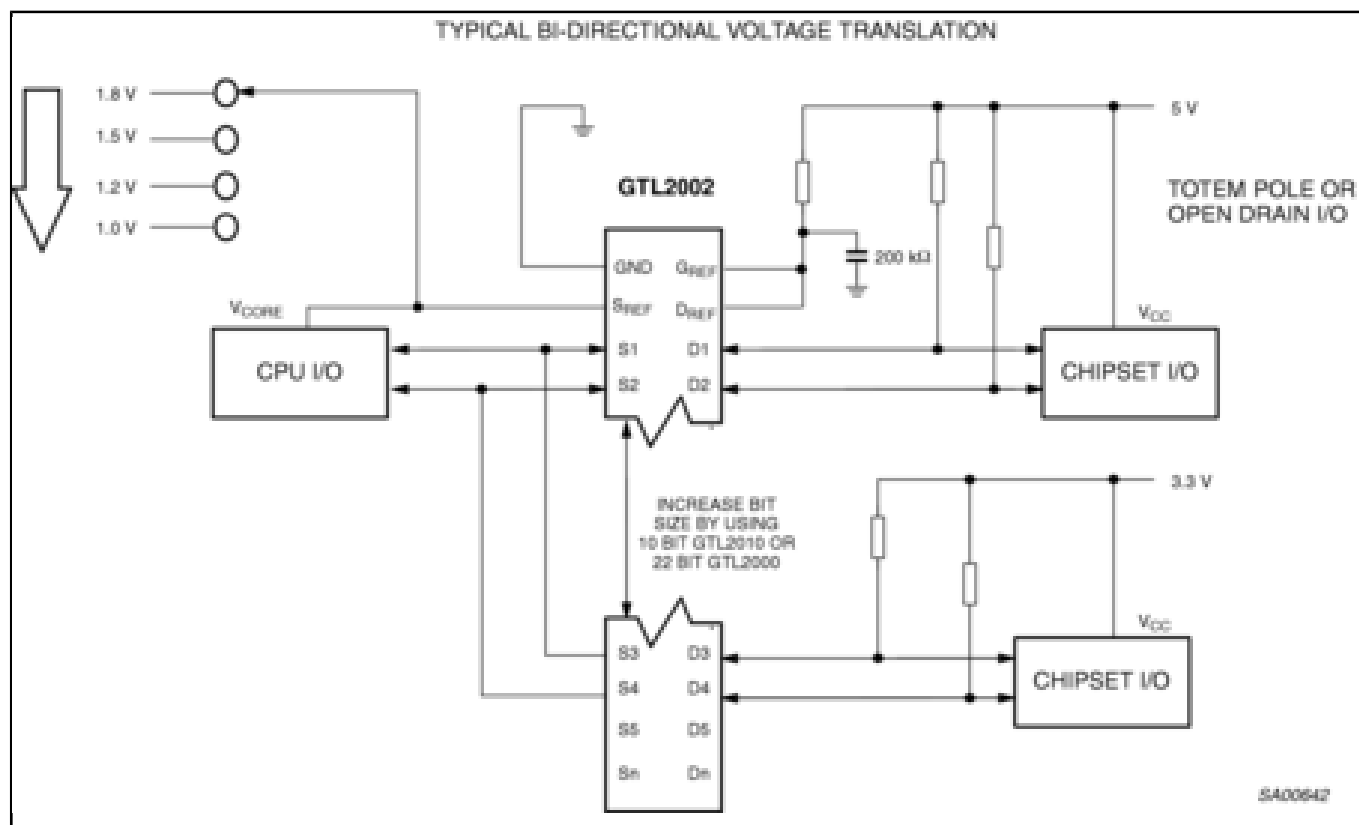 TYPICAL BI-DIRECTIONAL VOLTAGE TRANSLATION
1.8 V
1.5 V
1.2 V
1.0 V
5 V
TOTEM POLE OR
OPEN DRAIN I/O
GTL2002
200 kΩ
GND GREF
SREF DREF
S1 D1
S2 D2
VCORE
CPU I/O
VCC
CHIPSET I/O
INCREASE BIT
SIZE BY USING
10 BIT GTL2010 OR
22 BIT GTL2000
3.3 V
S3 D3
S4 D4
S5 D5
Sn Dn
VCC
CHIPSET I/O
SA00642